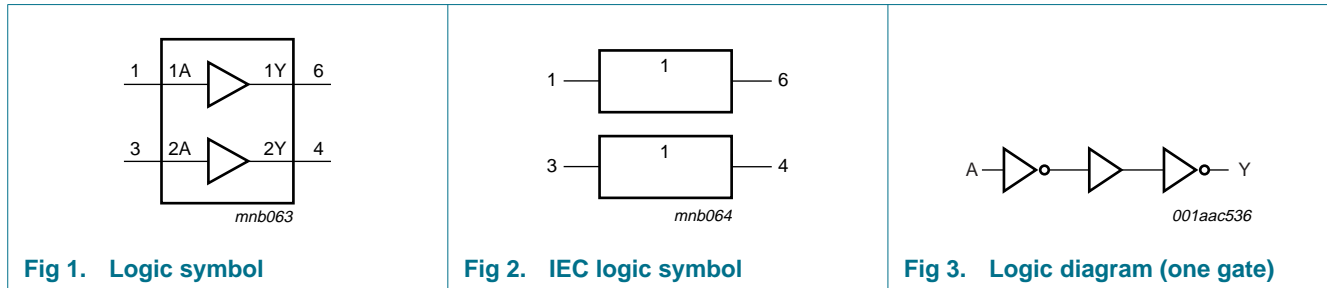 1 1A 1Y 6
3 2A 2Y 4
mnb063
Fig 1. Logic symbol
1 1 6
3 1 4
mnb064
Fig 2. IEC logic symbol
A Y
001aac536
Fig 3. Logic diagram (one gate)